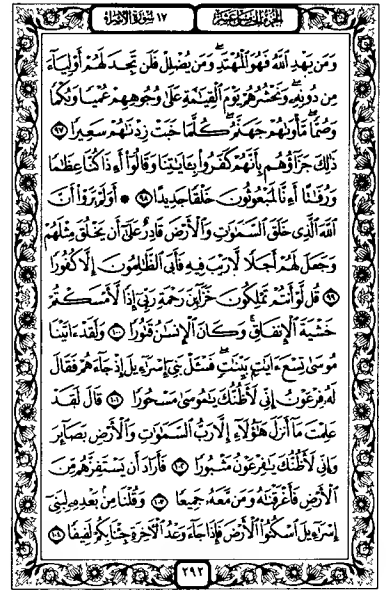 الجزء الخامس عشر
١٧ سورة الإسراء
وَمَن يَهْدِ ٱللَّهُ فَهُوَ ٱلْمُهْتَدِ ۖ وَمَن يُضْلِلْ فَلَن تَجِدَ لَهُمْ أَوْلِيَآءَ
مِن دُونِهِۦ ۖ وَنَحْشُرُهُمْ يَوْمَ ٱلْقِيَٰمَةِ عَلَىٰ وُجُوهِهِمْ عُمْيًا وَبُكْمًا
وَصُمًّا ۖ مَّأْوَىٰهُمْ جَهَنَّمُ ۖ كُلَّمَا خَبَتْ زِدْنَٰهُمْ سَعِيرًا ٩٧
ذَٰلِكَ جَزَآؤُهُم بِأَنَّهُمْ كَفَرُوا۟ بِـَٔايَٰتِنَا وَقَالُوٓا۟ أَءِذَا كُنَّا عِظَٰمًا
وَرُفَٰتًا أَءِنَّا لَمَبْعُوثُونَ خَلْقًا جَدِيدًا ٩٨ * أَوَلَمْ يَرَوْا۟ أَنَّ
ٱللَّهَ ٱلَّذِى خَلَقَ ٱلسَّمَٰوَٰتِ وَٱلْأَرْضَ قَادِرٌ عَلَىٰٓ أَن يَخْلُقَ مِثْلَهُمْ
وَجَعَلَ لَهُمْ أَجَلًا لَّا رَيْبَ فِيهِ فَأَبَى ٱلظَّٰلِمُونَ إِلَّا كُفُورًا
٩٩ قُل لَّوْ أَنتُمْ تَمْلِكُونَ خَزَآئِنَ رَحْمَةِ رَبِّىٓ إِذًا لَّأَمْسَكْتُمْ
خَشْيَةَ ٱلْإِنفَاقِ ۚ وَكَانَ ٱلْإِنسَٰنُ قَتُورًا ١٠٠ وَلَقَدْ ءَاتَيْنَا
مُوسَىٰ تِسْعَ ءَايَٰتٍۭ بَيِّنَٰتٍ ۖ فَسْـَٔلْ بَنِىٓ إِسْرَٰٓءِيلَ إِذْ جَآءَهُمْ فَقَالَ
لَهُۥ فِرْعَوْنُ إِنِّى لَأَظُنُّكَ يَٰمُوسَىٰ مَسْحُورًا ١٠١ قَالَ لَقَدْ
عَلِمْتَ مَآ أَنزَلَ هَٰٓؤُلَآءِ إِلَّا رَبُّ ٱلسَّمَٰوَٰتِ وَٱلْأَرْضِ بَصَآئِرَ
وَإِنِّى لَأَظُنُّكَ يَٰفِرْعَوْنُ مَثْبُورًا ١٠٢ فَأَرَادَ أَن يَسْتَفِزَّهُم مِّنَ
ٱلْأَرْضِ فَأَغْرَقْنَٰهُ وَمَن مَّعَهُۥ جَمِيعًا ١٠٣ وَقُلْنَا مِنۢ بَعْدِهِۦ لِبَنِىٓ
إِسْرَٰٓءِيلَ ٱسْكُنُوا۟ ٱلْأَرْضَ فَإِذَا جَآءَ وَعْدُ ٱلْـَٔاخِرَةِ جِئْنَا بِكُمْ لَفِيفًا ١٠٤
٢٩٢